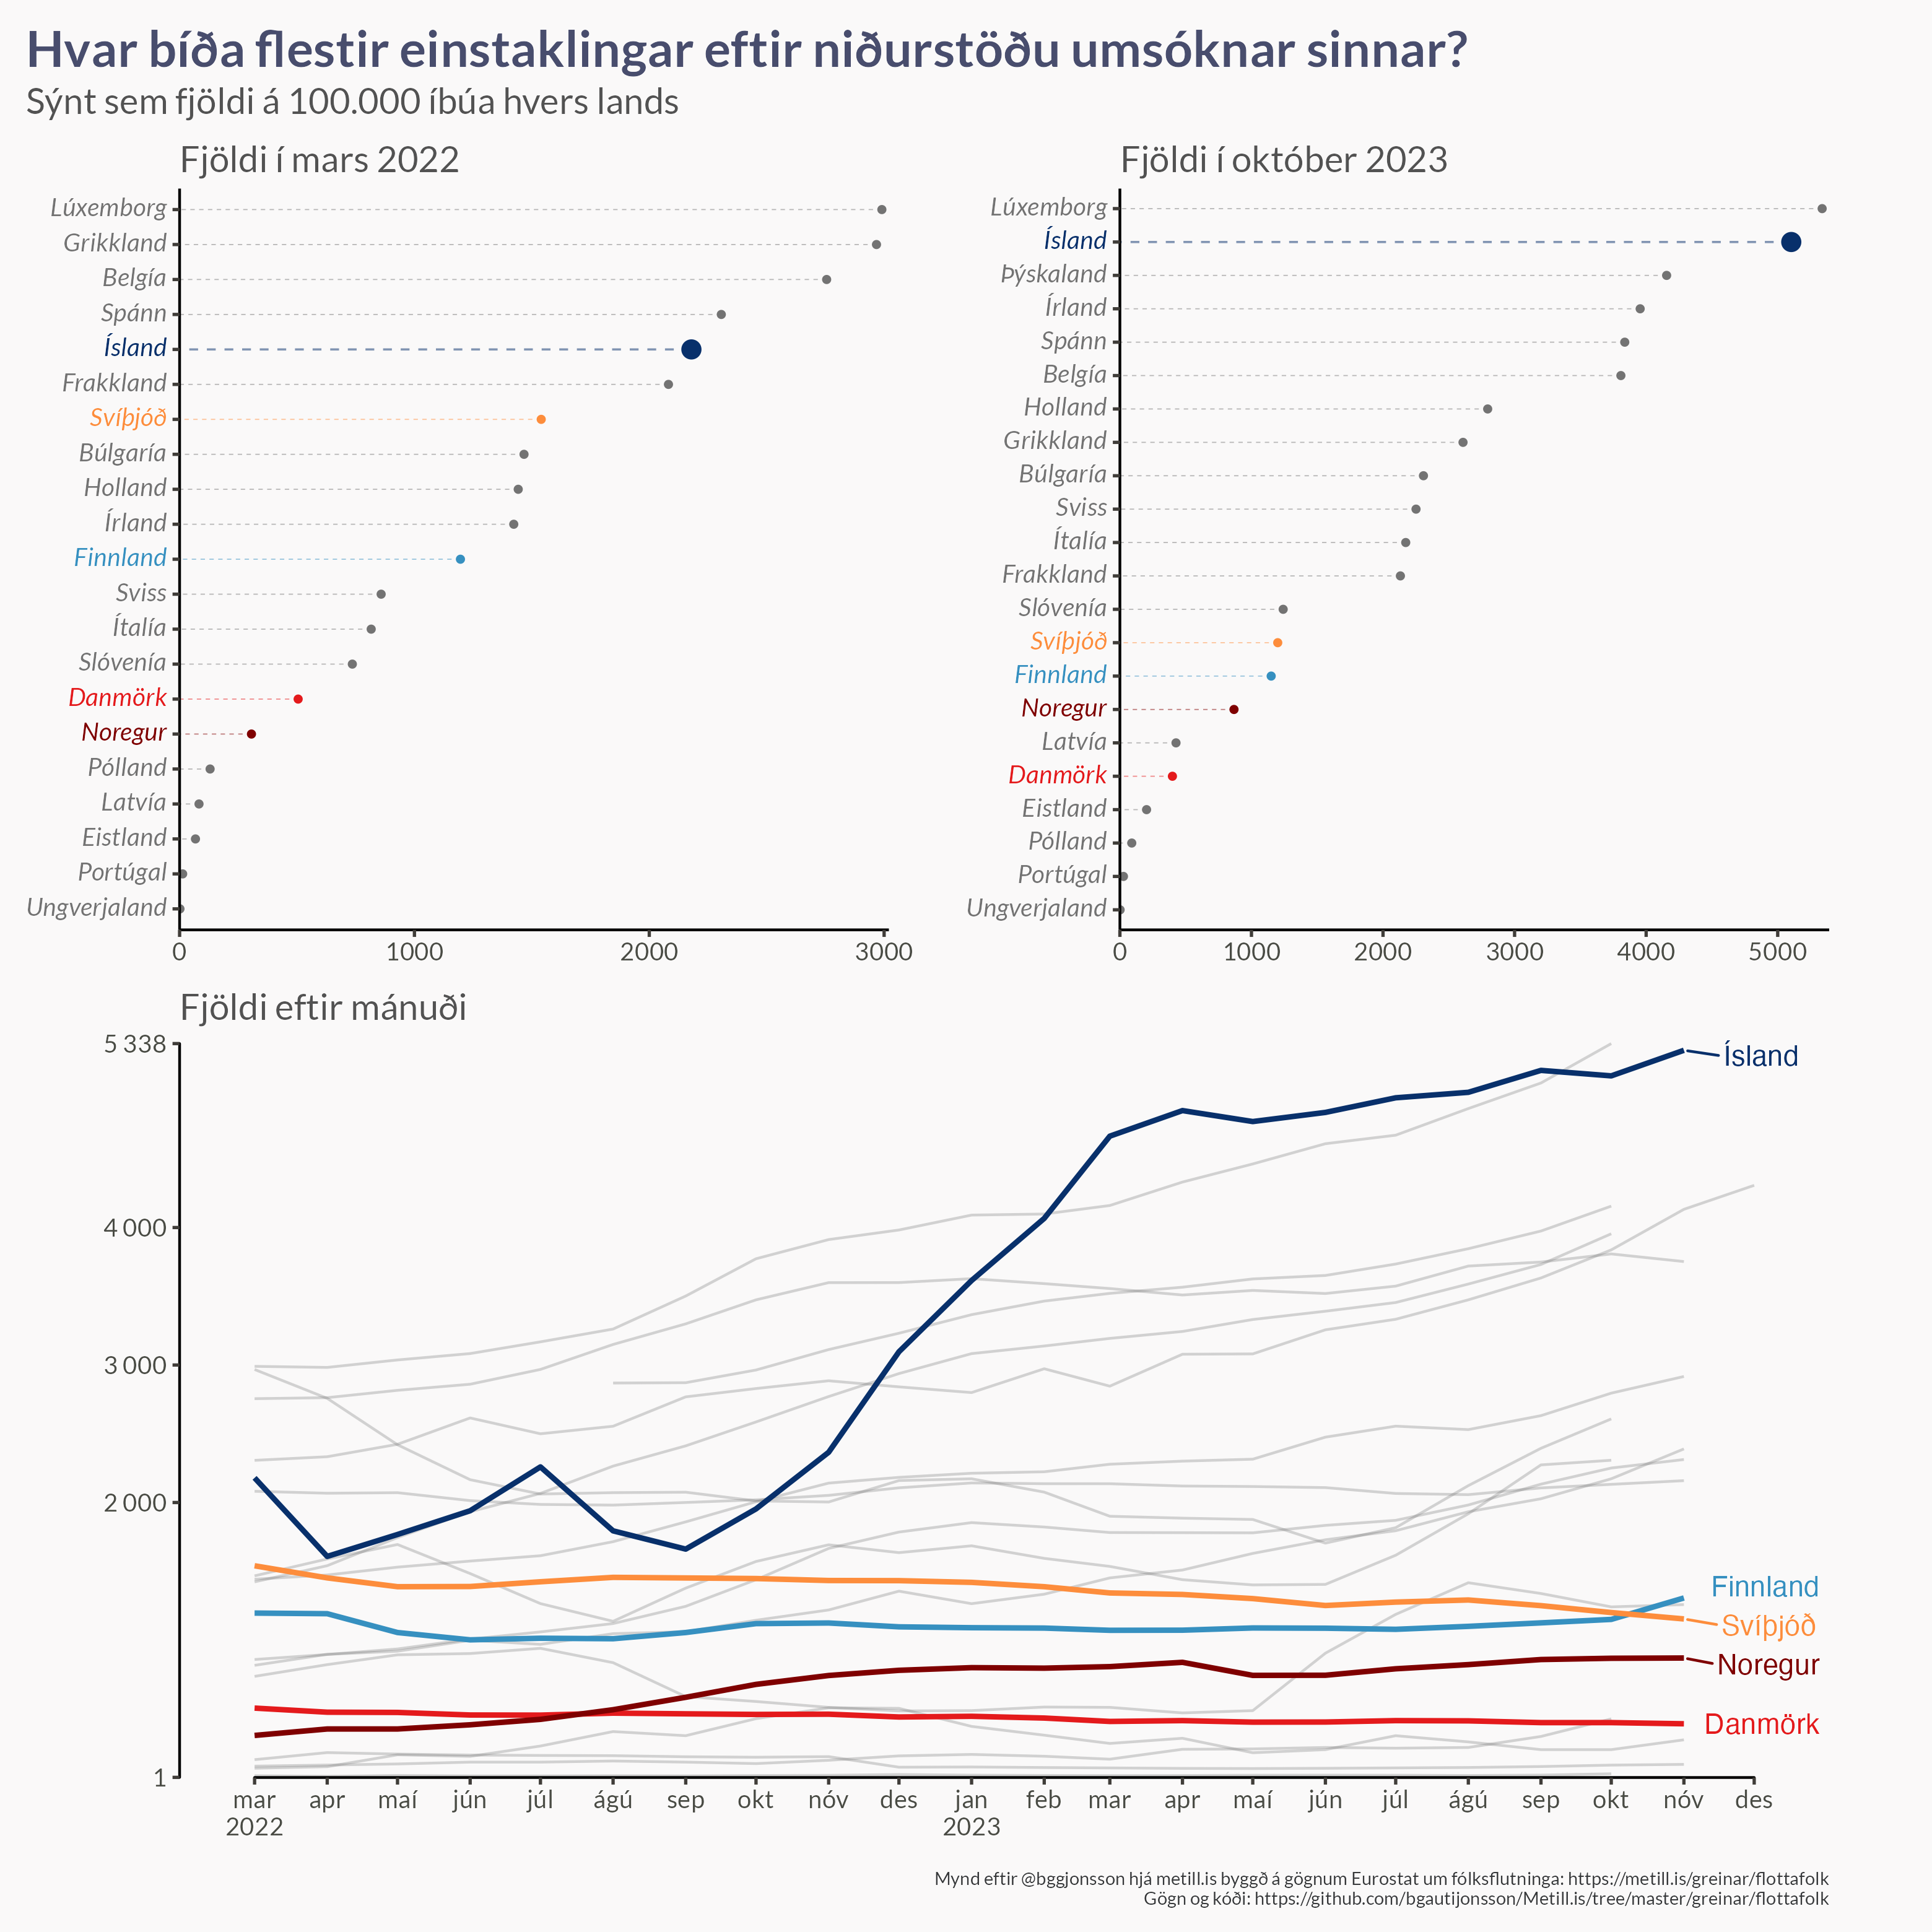 Hvar bíða flestir einstaklingar eftir niðurstöðu umsóknar sinnar?
Sýnt sem fjöldi á 100.000 íbúa hvers lands
Fjöldi í mars 2022
Lúxemborg
Grikkland
Belgía
Spánn
Ísland
Frakkland
Svíþjóð
Búlgaría
Holland
Írland
Finnland
Sviss
Ítalía
Slóvenía
Danmörk
Noregur
Pólland
Latvía
Eistland
Portúgal
Ungverjaland
0 1000 2000 3000
Fjöldi í október 2023
Lúxemborg
Ísland
Þýskaland
Írland
Spánn
Belgía
Holland
Grikkland
Búlgaría
Sviss
Ítalía
Frakkland
Slóvenía
Svíþjóð
Finnland
Noregur
Latvía
Danmörk
Eistland
Pólland
Portúgal
Ungverjaland
0 1000 2000 3000 4000 5000
Fjöldi eftir mánuði
5 338
4 000
3 000
2 000
1
Ísland
Finnland
Svíþjóð
Noregur
Danmörk
mar apr maí jún júl ágú sep okt nóv des jan feb mar apr maí jún júl ágú sep okt nóv des
2022 2023
Mynd eftir @bggjonsson hjá metill.is byggð á gögnum Eurostat um fólksflutninga: https://metill.is/greinar/flottafolk
Gögn og kóði: https://github.com/bgautijonsson/Metill.is/tree/master/greinar/flottafolk